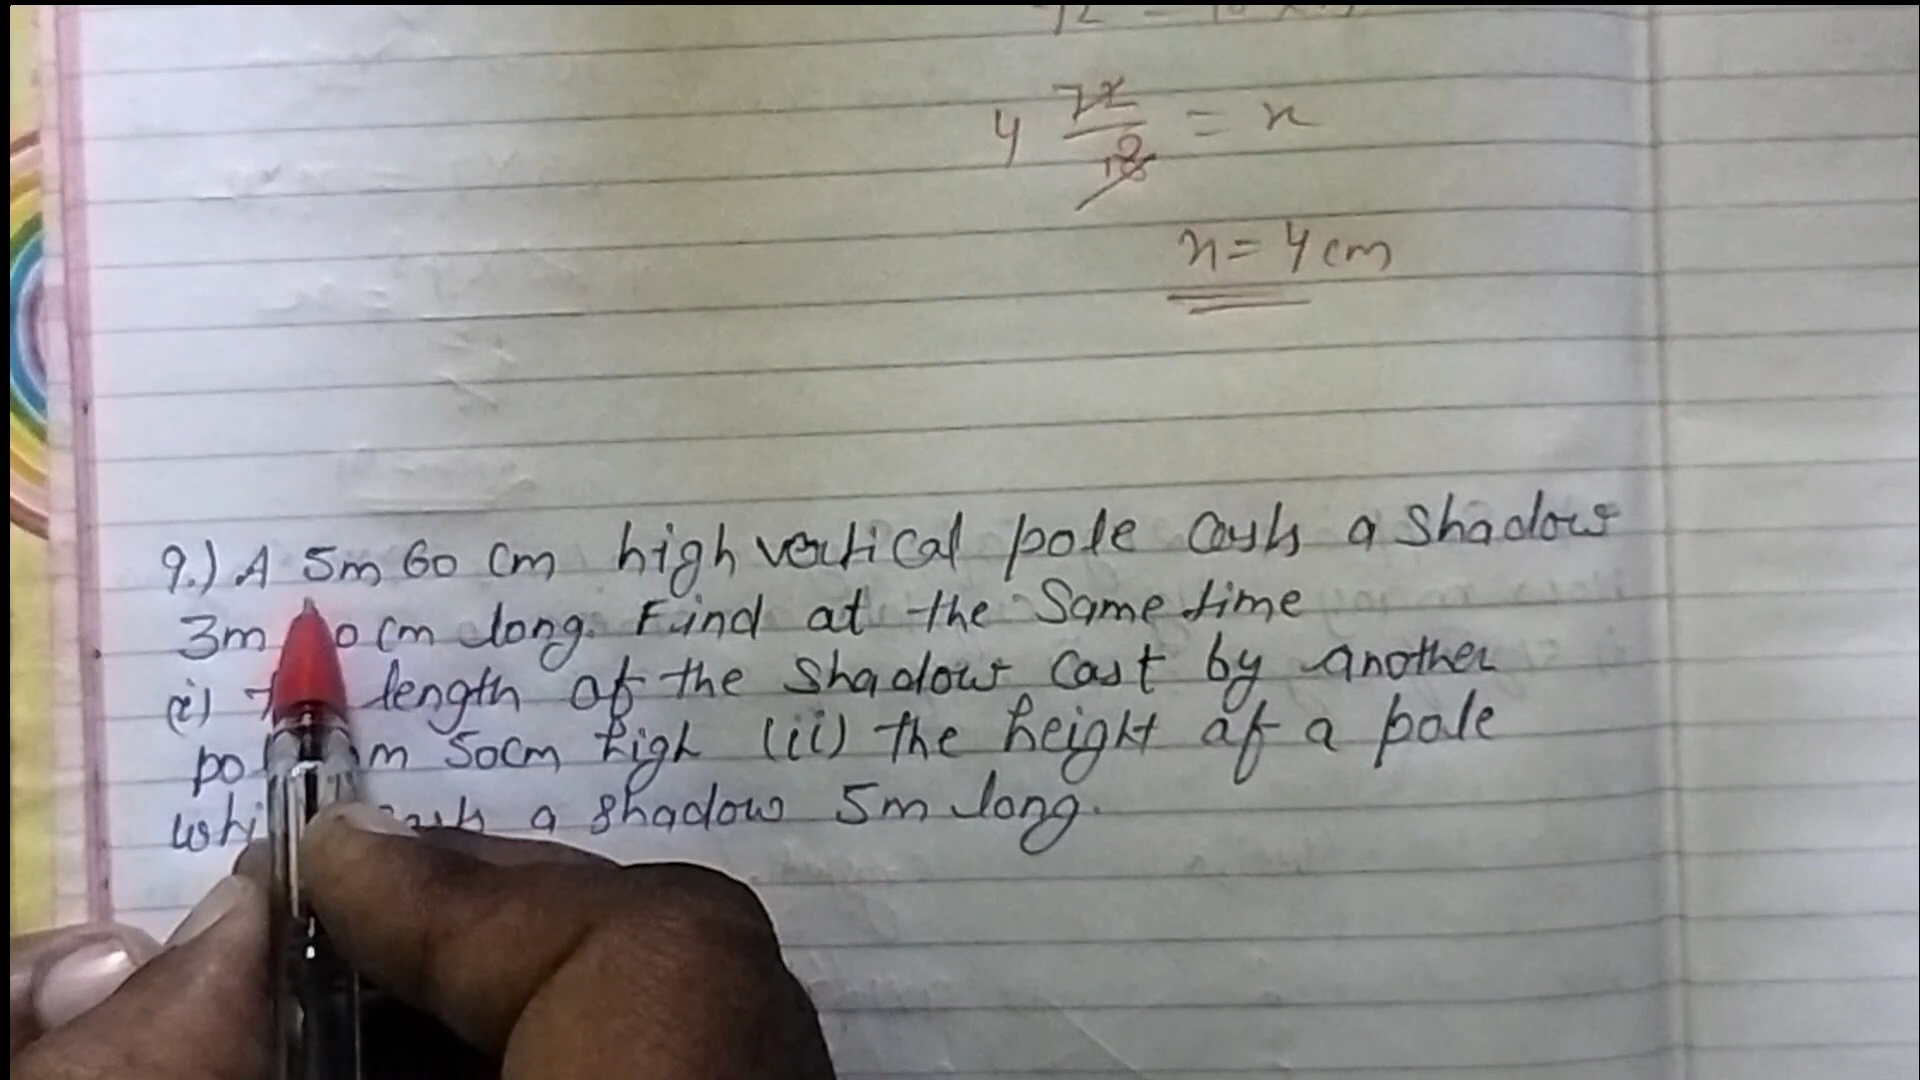 4 72/18 = x
x = 4 cm
9.) A 5m 60 cm high vertical pole casts a shadow
3m 0 cm long. Find at the same time
(i) length of the shadow cast by another
m 50cm high (ii) the height of a pole
a shadow 5m long.